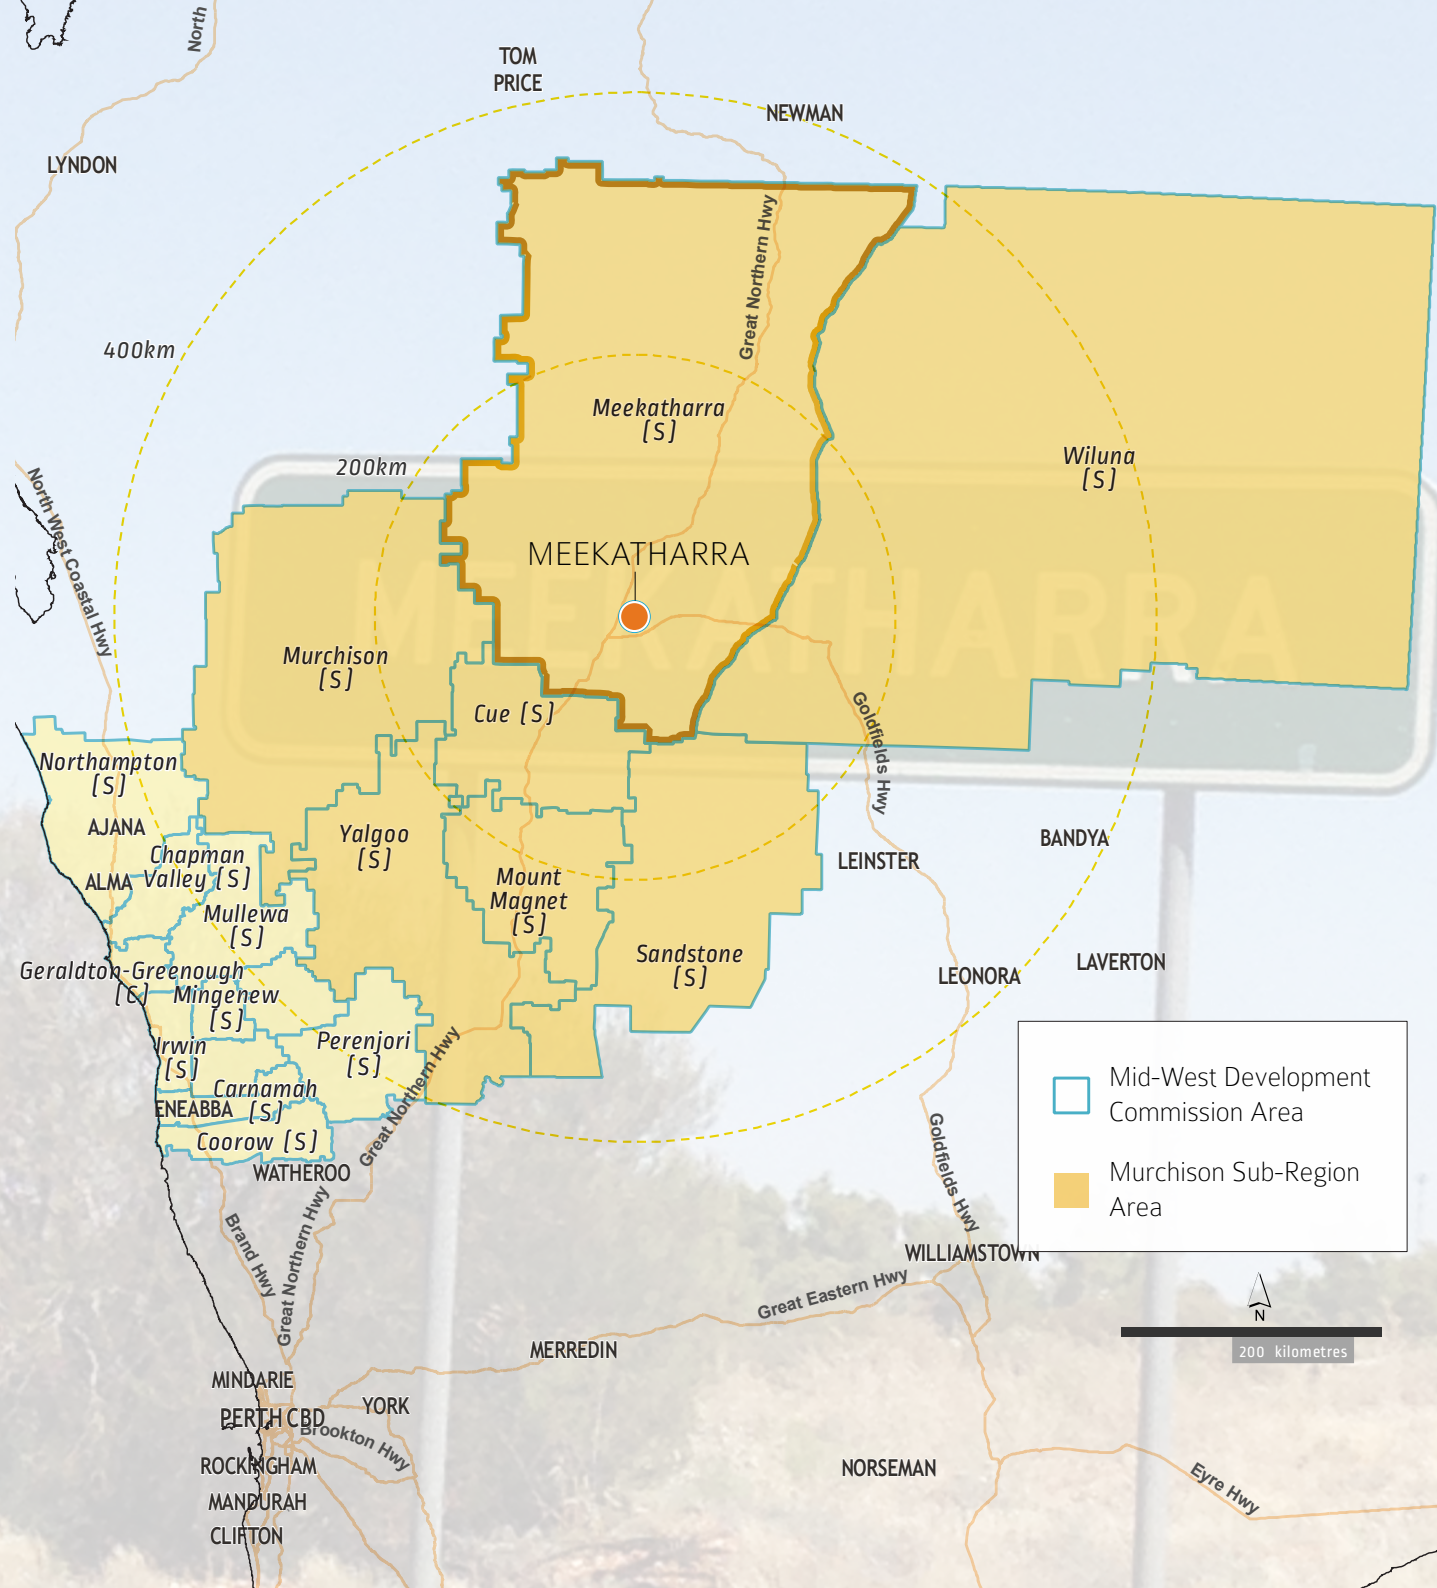 North
TOM
PRICE
NEWMAN
LYNDON
Great Northern Hwy
400km
Meekatharra
[S]
Wiluna
[S]
200km
North West Coastal Hwy
MEEKATHARRA
MEEKATHARRA
Murchison
[S]
Cue [S]
Goldfields Hwy
Northampton
[S]
AJANA
Yalgoo
[S]
BANDYA
LEINSTER
Chapman
Valley [S]
ALMA
Mount
Magnet
[S]
Mullewa
[S]
Sandstone
[S]
LAVERTON
LEONORA
Geraldton-Greenough
[C]
Mingenew
[S]
Irwin
[S]
Perenjori
[S]
Great Northern Hwy
Carnamah
[S]
ENEABBA
Coorow [S]
WATHEROO
Mid-West Development
Commission Area
Murchison Sub-Region
Area
Goldfields Hwy
Brand Hwy
Great Northern Hwy
WILLIAMSTOWN
Great Eastern Hwy
N
200 kilometres
MERREDIN
MINDARIE
YORK
PERTH CBD
Brookton Hwy
ROCKINGHAM
NORSEMAN
Eyre Hwy
MANDURAH
CLIFTON